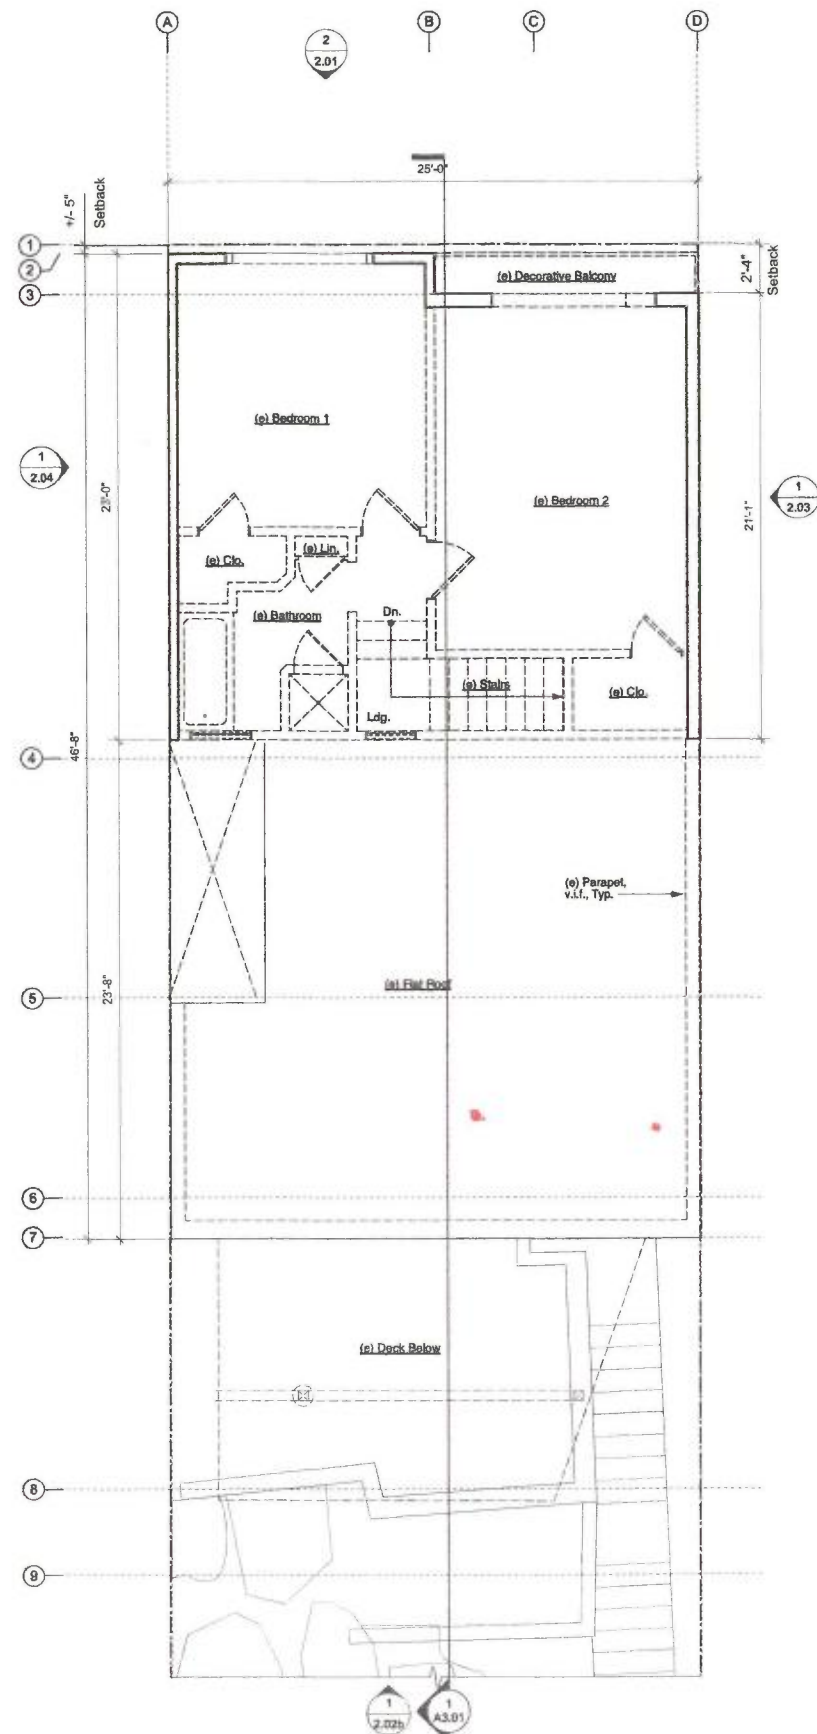 A
B
C
D
2
2.01
25'-0"
+/- 5"
Setback
1
2
3
(e) Decorative Balcony
2'-4"
Setback
(e) Bedroom 1
1
2.04
23'-0"
(e) Bedroom 2
1
2.03
21'-1"
(e) Clo.
(e) Lin.
(e) Bathroom
Dn.
(e) Stairs
(e) Clo.
Ldg.
4
46'-8"
(e) Parapet,
v.i.f., Typ.
5
23'-8"
(e) Flat Roof
6
7
(e) Deck Below
8
9
1
2.02b
1
A3.01